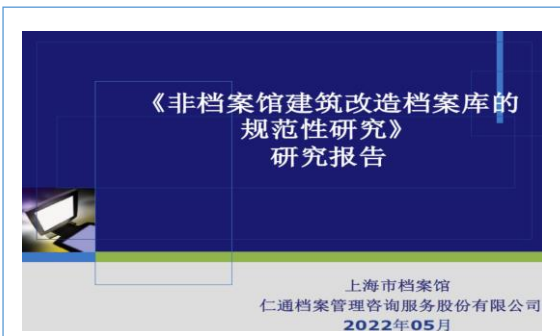 《非档案馆建筑改造档案库的
规范性研究》
研究报告
上海市档案馆
仁通档案管理咨询服务股份有限公司
2022年05月